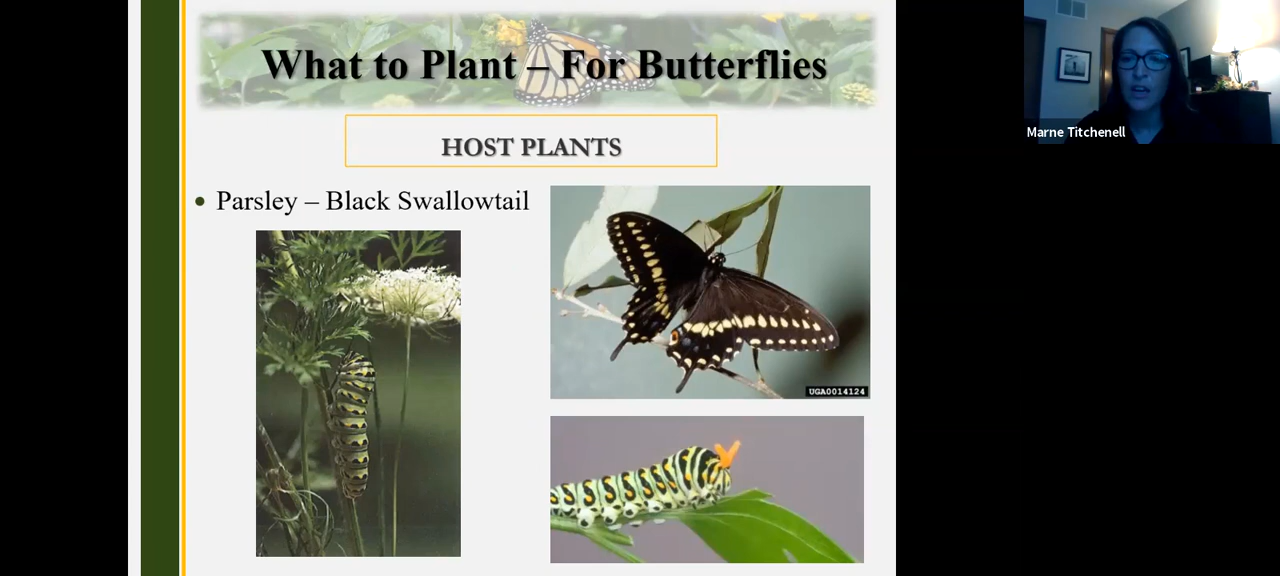 What to Plant – For Butterflies
HOST PLANTS
• Parsley – Black Swallowtail
UGA0014124
Marne Titchenell